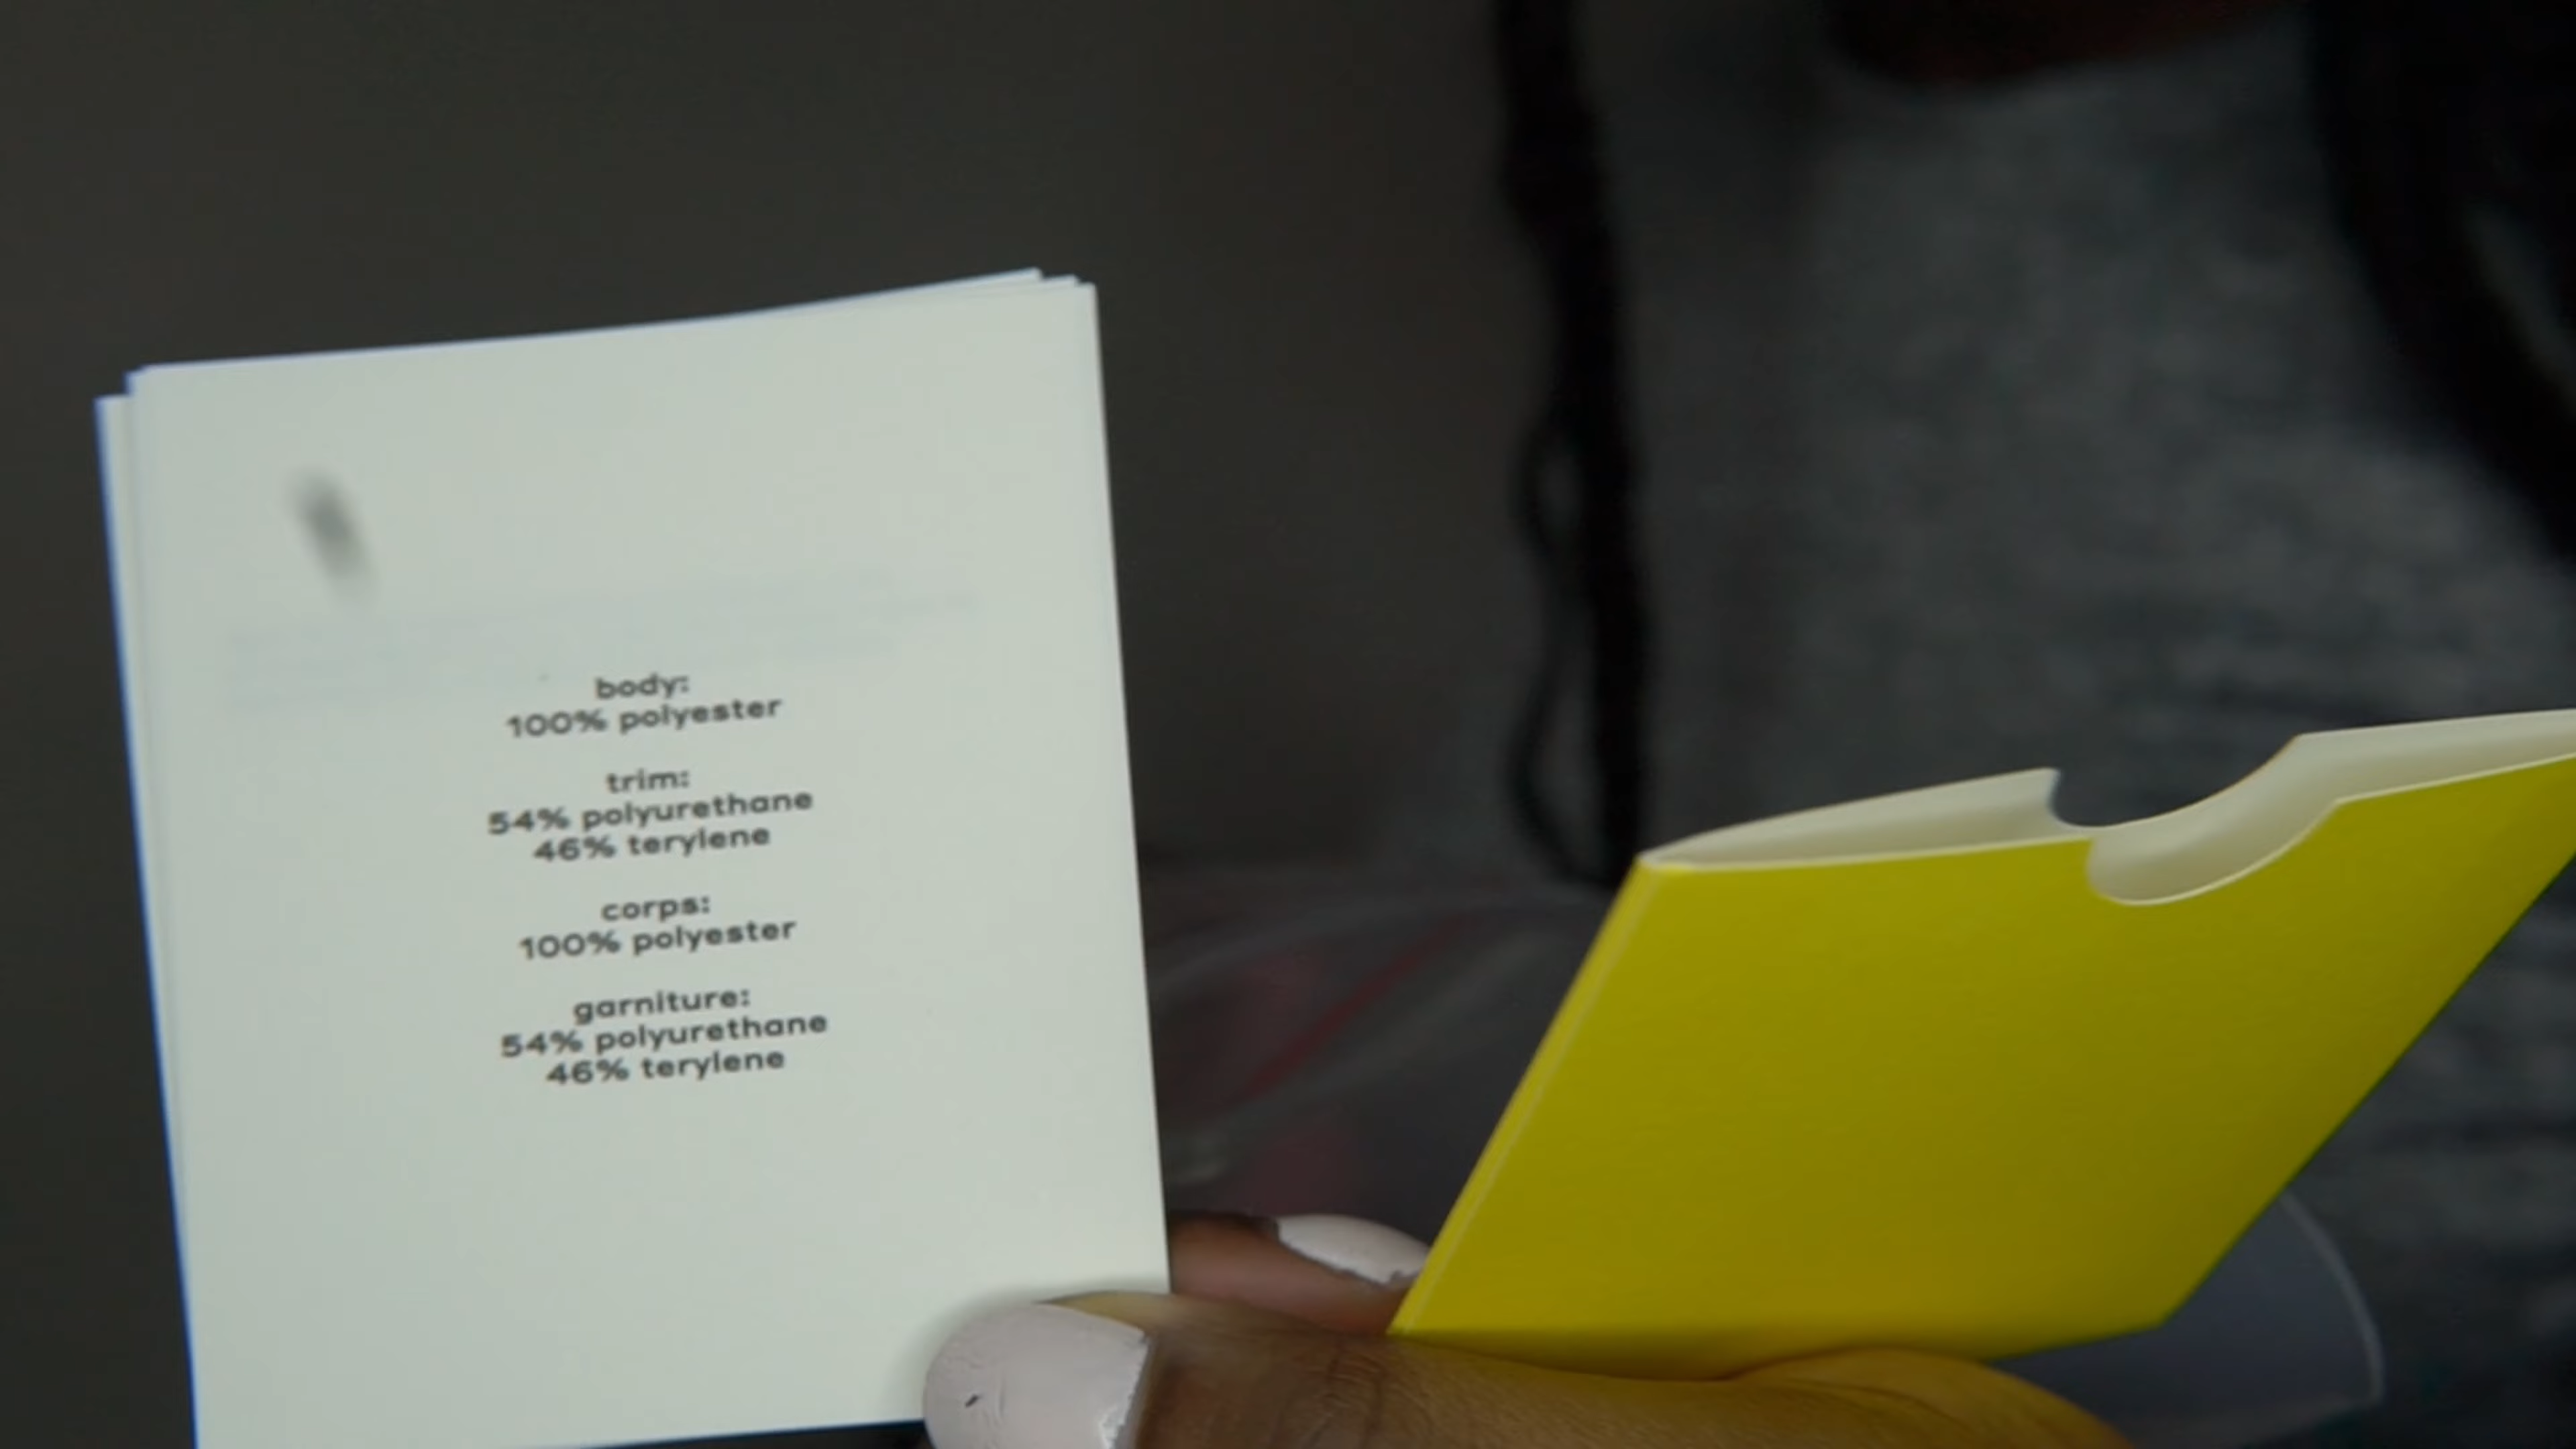 body:
100% polyester
trim:
54% polyurethane
46% terylene
corps:
100% polyester
garniture:
54% polyurethane
46% terylene